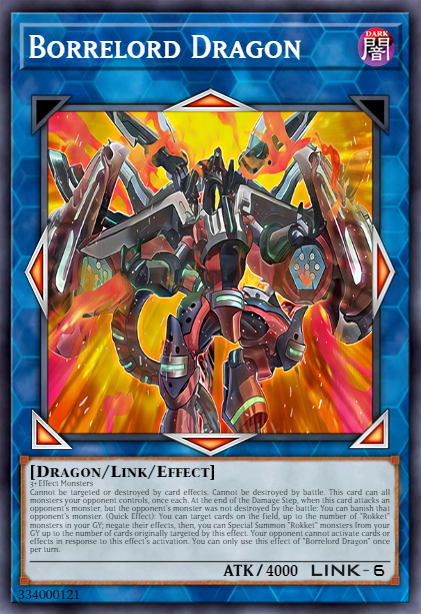 Borrelord Dragon
DARK
闇
[Dragon/Link/Effect]
3+ Effect Monsters
Cannot be targeted or destroyed by card effects. Cannot be destroyed by battle. This card can all
monsters your opponent controls, once each. At the end of the Damage Step, when this card attacks
an opponent's monster, but the opponent's monster was not destroyed by the battle: You can banish that
opponent's monster. (Quick Effect): You can target cards on the field, up to the number of "Rokket"
monsters in your GY; negate their effects, then, you can Special Summon "Rokket" monsters from your
GY up to the number of cards originally targeted by this effect. Your opponent cannot activate cards or
effects in response to this effect's activation. You can only use this effect of "Borrelord Dragon" once
per turn.
ATK / 4000 LINK-6
334000121